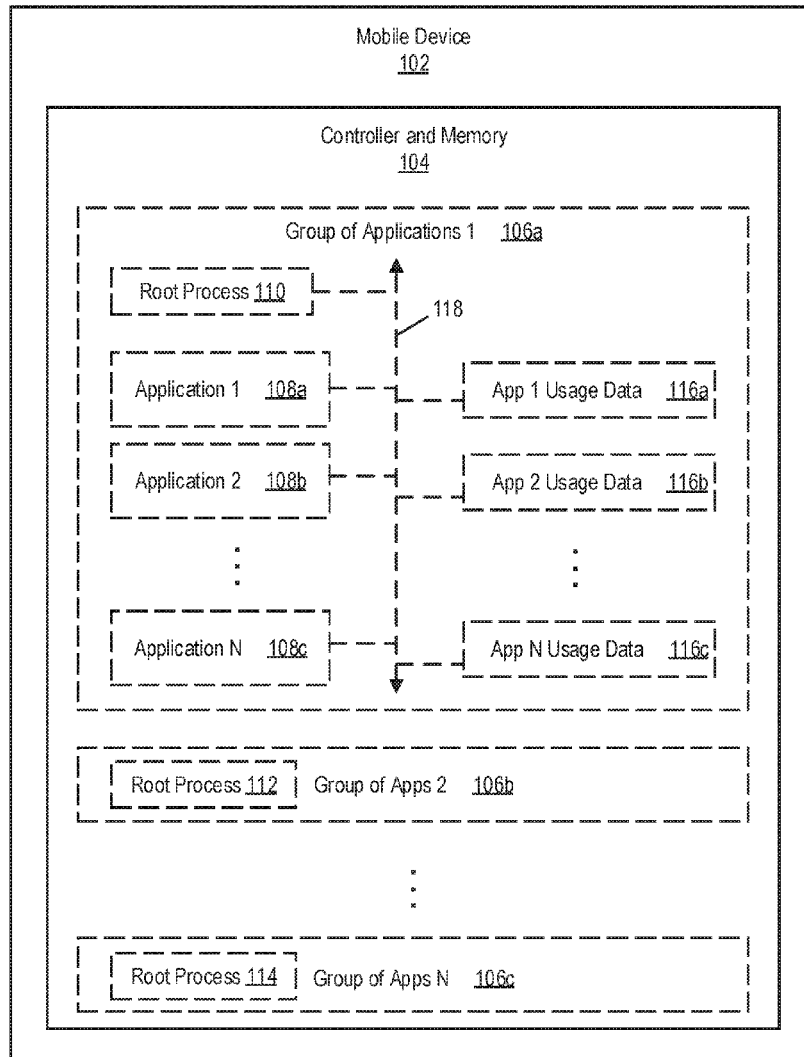 Mobile Device
102
Controller and Memory
104
Group of Applications 1 106a
Root Process 110
118
Application 1 108a
App 1 Usage Data 116a
Application 2 108b
App 2 Usage Data 116b
Application N 108c
App N Usage Data 116c
Root Process 112 Group of Apps 2 106b
Root Process 114 Group of Apps N 106c